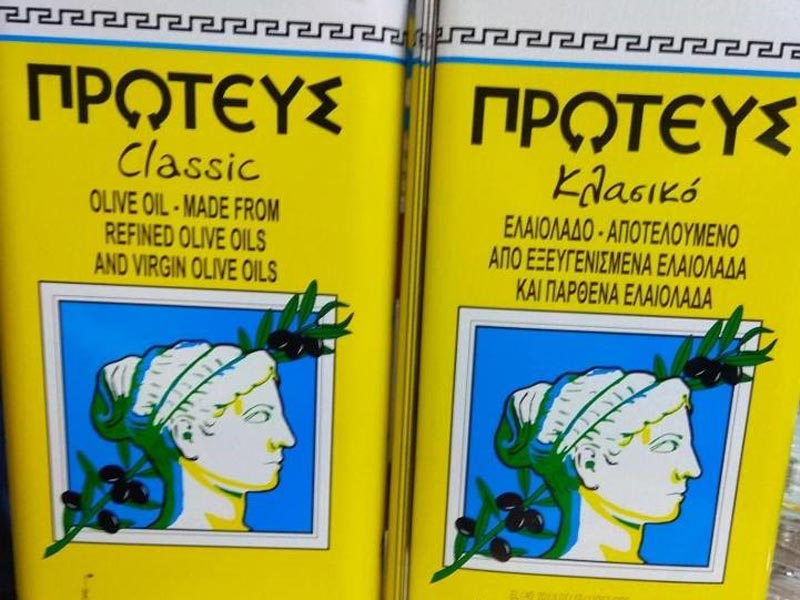 ΠΡΩΤΕΥΣ
Classic
OLIVE OIL - MADE FROM
REFINED OLIVE OILS
AND VIRGIN OLIVE OILS
ΠΡΩΤΕΥΣ
Κλασικό
ΕΛΑΙΟΛΑΔΟ - ΑΠΟΤΕΛΟΥΜΕΝΟ
ΑΠΟ ΕΞΕΥΓΕΝΙΣΜΕΝΑ ΕΛΑΙΟΛΑΔΑ
ΚΑΙ ΠΑΡΘΕΝΑ ΕΛΑΙΟΛΑΔΑ